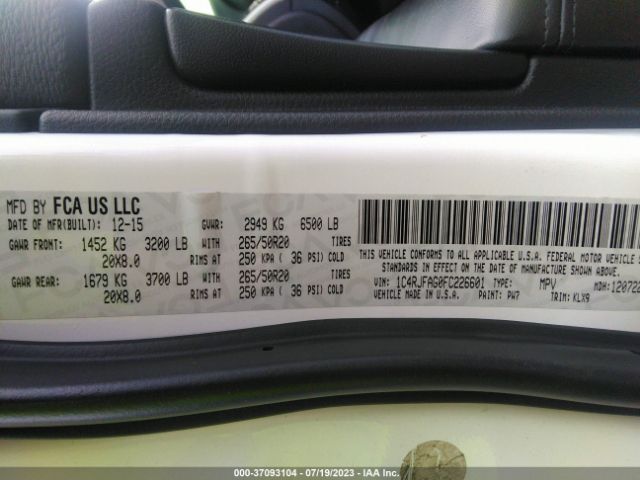 MFD BY FCA US LLC
DATE OF MFR(BUILT): 12-15 GVWR: 2949 KG 6500 LB
GAWR FRONT: 1452 KG 3200 LB WITH 265/50R20 TIRES
20X8.0 RIMS AT 250 KPA ( 36 PSI) COLD
GAWR REAR: 1679 KG 3700 LB WITH 265/50R20 TIRES
20X8.0 RIMS AT 250 KPA ( 36 PSI) COLD
THIS VEHICLE CONFORMS TO ALL APPLICABLE U.S.A. FEDERAL MOTOR VEHICLE
STANDARDS IN EFFECT ON THE DATE OF MANUFACTURE SHOWN ABOVE.
VIN: 1C4RJFAG0FC226601 TYPE: MPV MDH: 120722
VEHICLE MADE IN U.S.A. PAINT: PW7 TRIM: KLX9
000-37093104 - 07/19/2023 - IAA Inc.